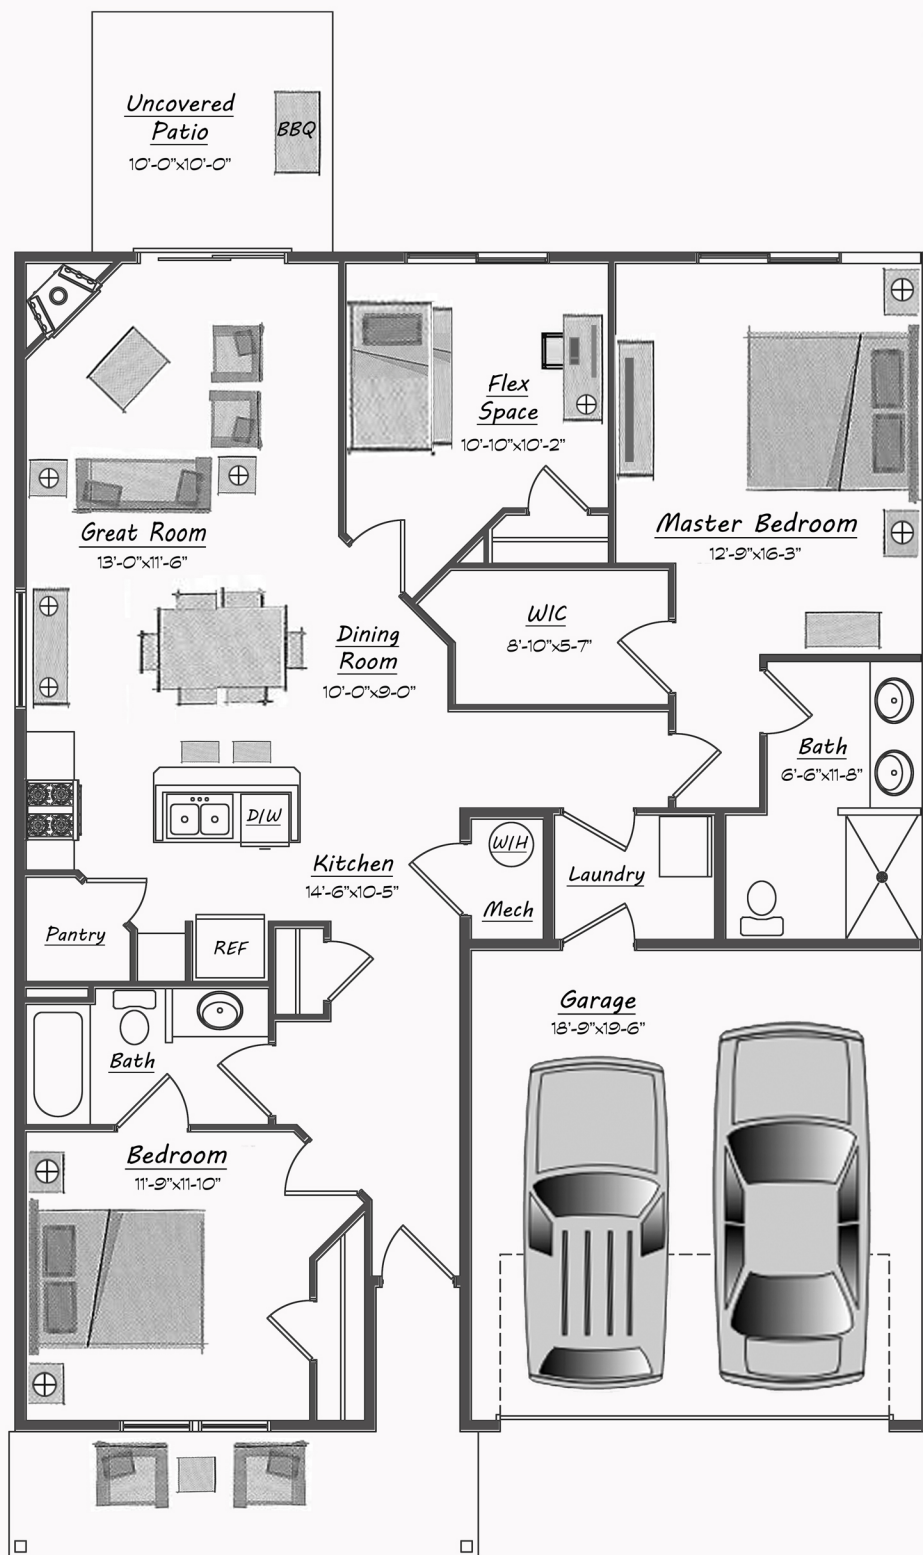 Uncovered
Patio
10'-0"x10'-0"
BBQ
Flex
Space
10'-10"x10'-2"
Great Room
13'-0"x11'-6"
Master Bedroom
12'-9"x16-3"
WIC
8'-10"x5-7"
Dining
Room
10'-0"x9-0"
Bath
6'-6"x11-8"
D/W
Kitchen
14'-6"x10-5"
W/H
Laundry
Mech
Pantry
REF
Garage
18'-9"x19-6"
Bath
Bedroom
11'-9"x11-10"